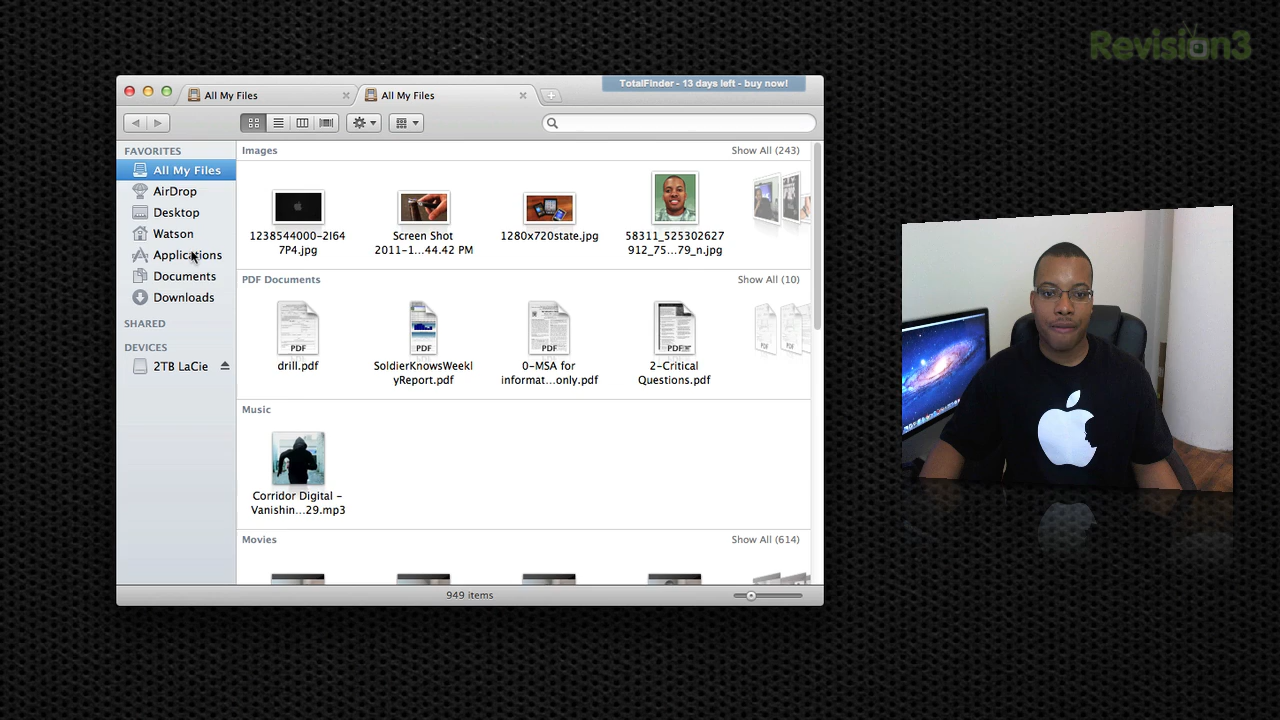 Revision3
TotalFinder - 13 days left - buy now!
All My Files
All My Files
FAVORITES
All My Files
AirDrop
Desktop
Watson
Applications
Documents
Downloads
SHARED
DEVICES
2TB LaCie
Images
Show All (243)
1238544000-2I64
7P4.jpg
Screen Shot
2011-1...44.42 PM
1280x720state.jpg
58311_525302627
912_75...79_n.jpg
PDF Documents
Show All (10)
PDF
PDF
PDF
PDF
drill.pdf
SoldierKnowsWeekl
yReport.pdf
0-MSA for
informat...only.pdf
2-Critical
Questions.pdf
Music
Corridor Digital -
Vanishin...29.mp3
Movies
Show All (614)
949 items